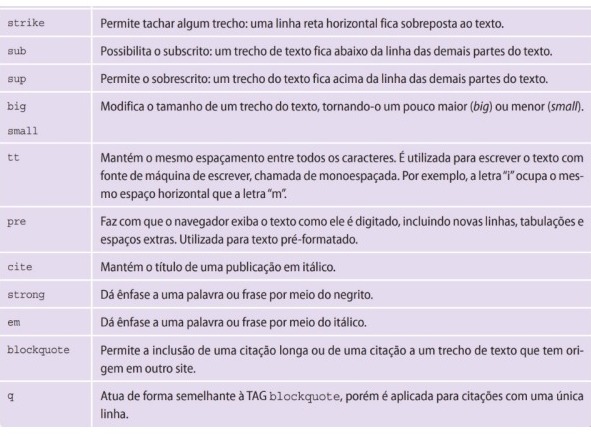 strike Permite tachar algum trecho: uma linha reta horizontal fica sobreposta ao texto.
sub Possibilita o subscrito: um trecho de texto fica abaixo da linha das demais partes do texto.
sup Permite o sobrescrito: um trecho do texto fica acima da linha das demais partes do texto.
big Modifica o tamanho de um trecho do texto, tornando-o um pouco maior (big) ou menor (small).
small
tt Mantém o mesmo espaçamento entre todos os caracteres. É utilizada para escrever o texto com
fonte de máquina de escrever, chamada de monoespaçada. Por exemplo, a letra “i” ocupa o mes-
mo espaço horizontal que a letra “m”.
pre Faz com que o navegador exiba o texto como ele é digitado, incluindo novas linhas, tabulações e
espaços extras. Utilizada para texto pré-formatado.
cite Mantém o título de uma publicação em itálico.
strong Dá ênfase a uma palavra ou frase por meio do negrito.
em Dá ênfase a uma palavra ou frase por meio do itálico.
blockquote Permite a inclusão de uma citação longa ou de uma citação a um trecho de texto que tem ori-
gem em outro site.
q Atua de forma semelhante à TAG blockquote, porém é aplicada para citações com uma única
linha.